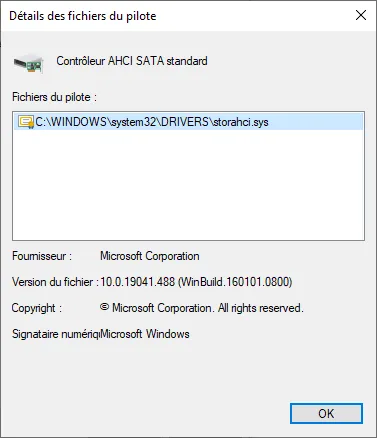 Détails des fichiers du pilote
Contrôleur AHCI SATA standard
Fichiers du pilote :
C:\WINDOWS\system32\DRIVERS\storahci.sys
Fournisseur : Microsoft Corporation
Version du fichier : 10.0.19041.488 (WinBuild.160101.0800)
Copyright : © Microsoft Corporation. All rights reserved.
Signataire numériq Microsoft Windows
OK